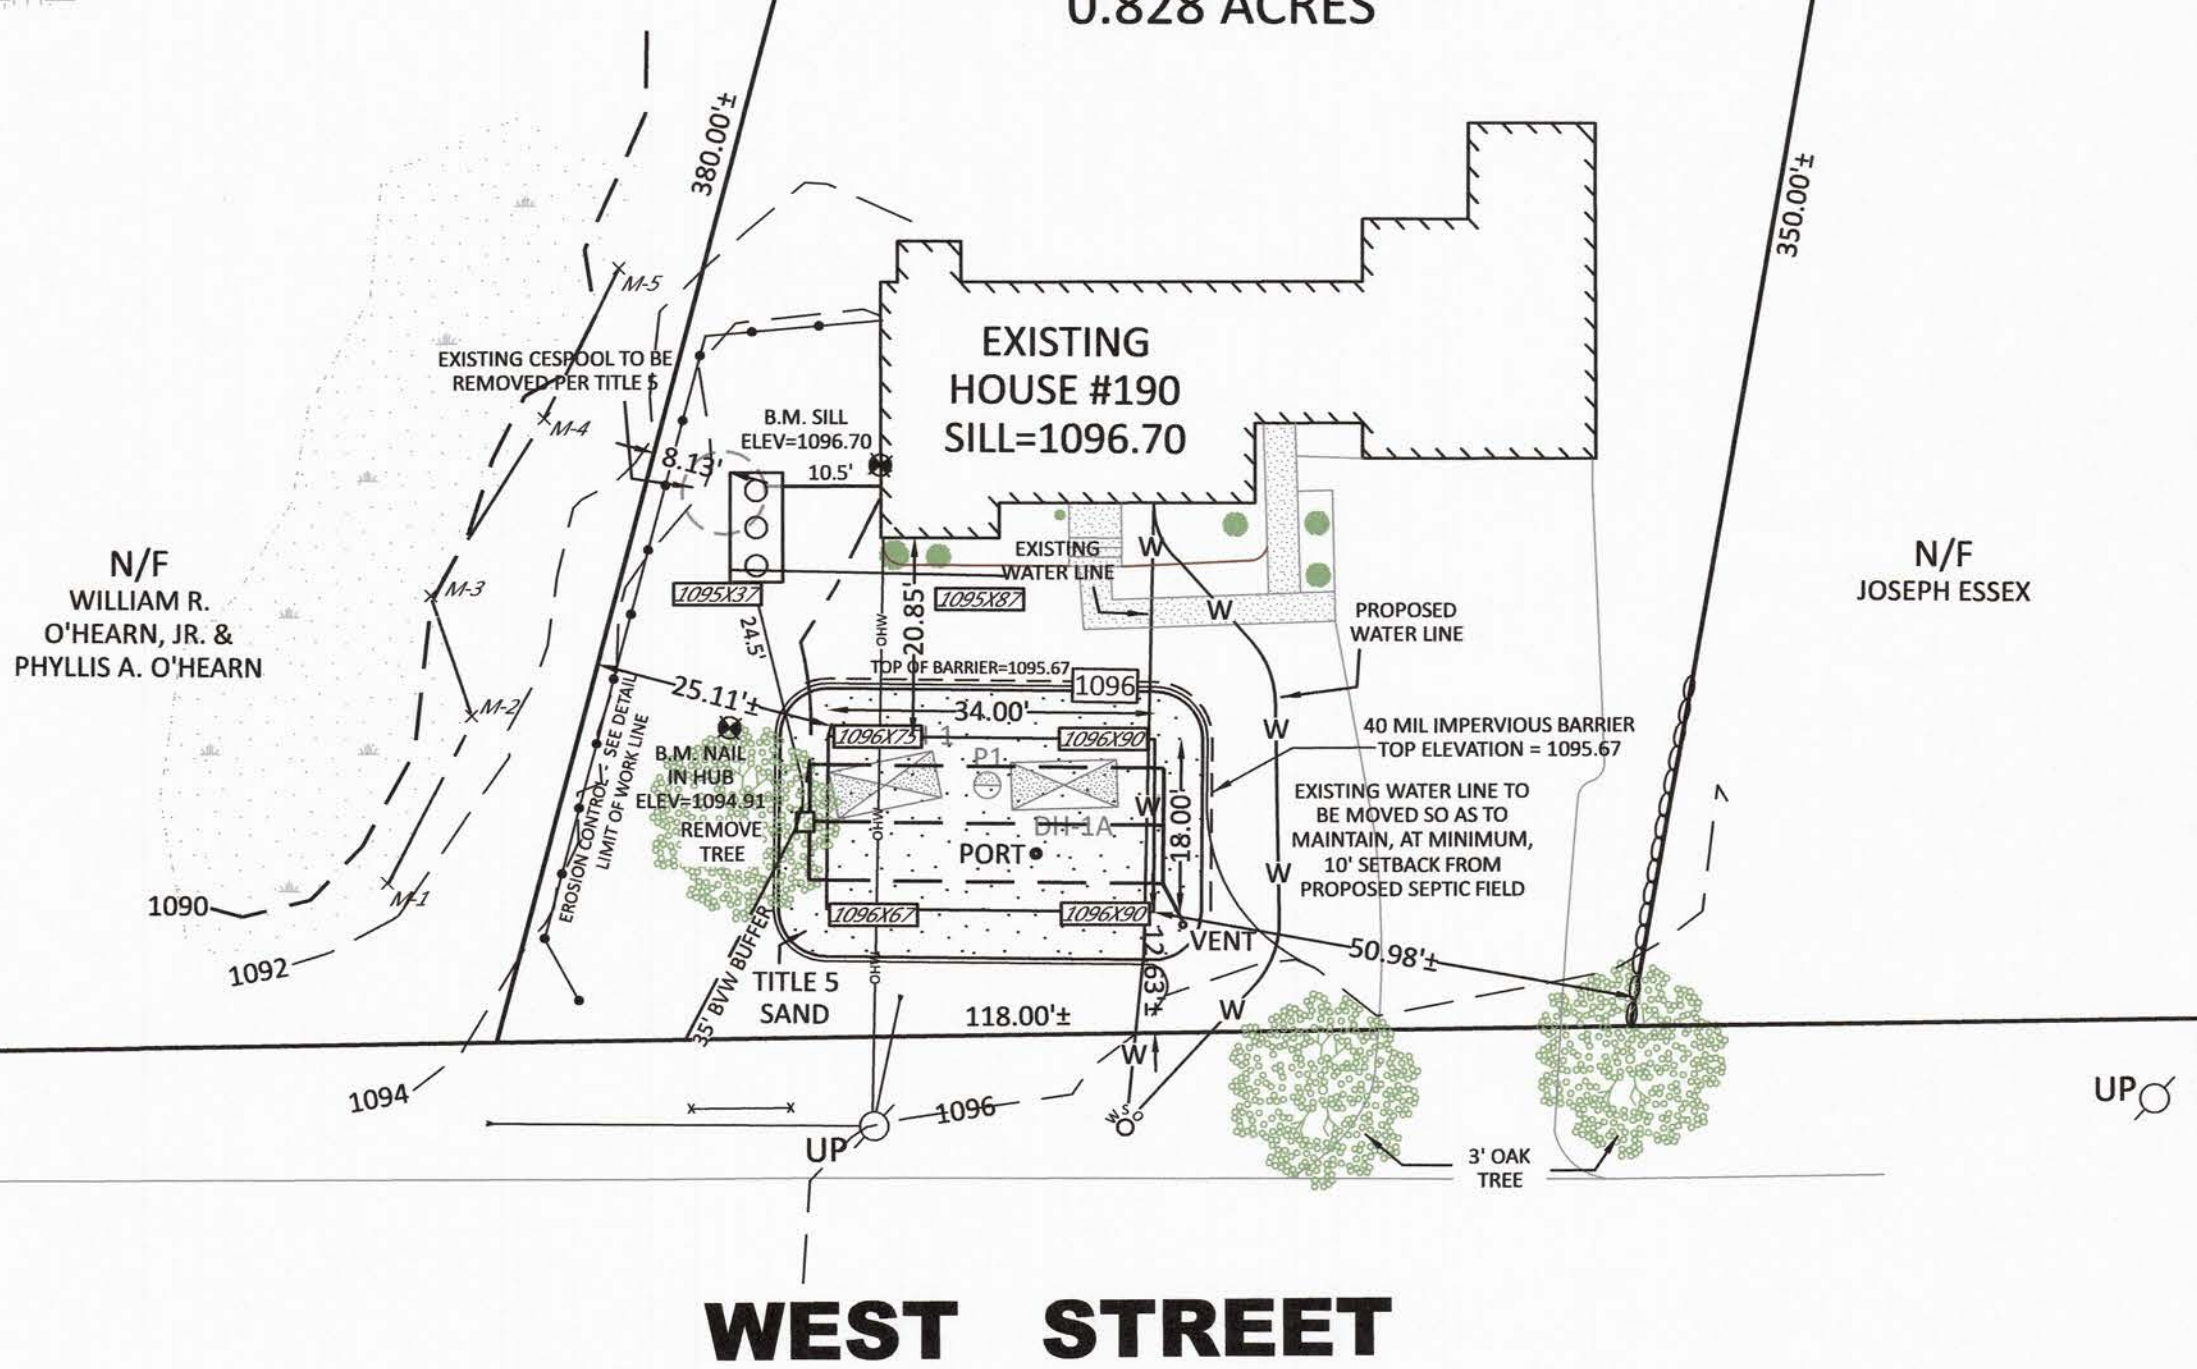 0.828 ACRES
380.00'±
350.00'±
M-5
EXISTING CESPOOL TO BE
REMOVED PER TITLE 5
M-4
8.13'
B.M. SILL
ELEV=1096.70
10.5'
EXISTING
HOUSE #190
SILL=1096.70
N/F
WILLIAM R.
O'HEARN, JR. &
PHYLLIS A. O'HEARN
N/F
JOSEPH ESSEX
M-3
M-2
M-1
EXISTING
WATER LINE
W
W
1095X37
1095X87
24.5'
OHW
20.85'
PROPOSED
WATER LINE
TOP OF BARRIER=1095.67
1096
25.11'±
34.00'
1096X75
1096X90
40 MIL IMPERVIOUS BARRIER
TOP ELEVATION = 1095.67
W
B.M. NAIL
IN HUB
ELEV=1094.91
REMOVE
TREE
P1
DH-1A
PORT
OHW
W
18.00'
EXISTING WATER LINE TO
BE MOVED SO AS TO
MAINTAIN, AT MINIMUM,
10' SETBACK FROM
PROPOSED SEPTIC FIELD
W
EROSION CONTROL - SEE DETAIL
LIMIT OF WORK LINE
1090
1092
1096X67
1096X90
VENT
50.98'±
12.63'±
OHW
35' BVW BUFFER
TITLE 5
SAND
118.00'±
W
W
1094
1096
UP
WSO
UP
3' OAK
TREE
WEST STREET